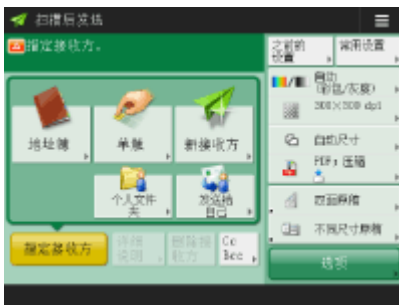 扫描后发送
指定接收方。
之前的
设置
常用设置
自动
(彩色/灰度)
300×300 dpi
地址簿
单触
新接收方
自动尺寸
PDF；压缩
个人文件
夹
发送给
自己
双面原稿
不同尺寸原稿
指定接收方
详细
说明
删除接
收方
Cc
Bcc
选项